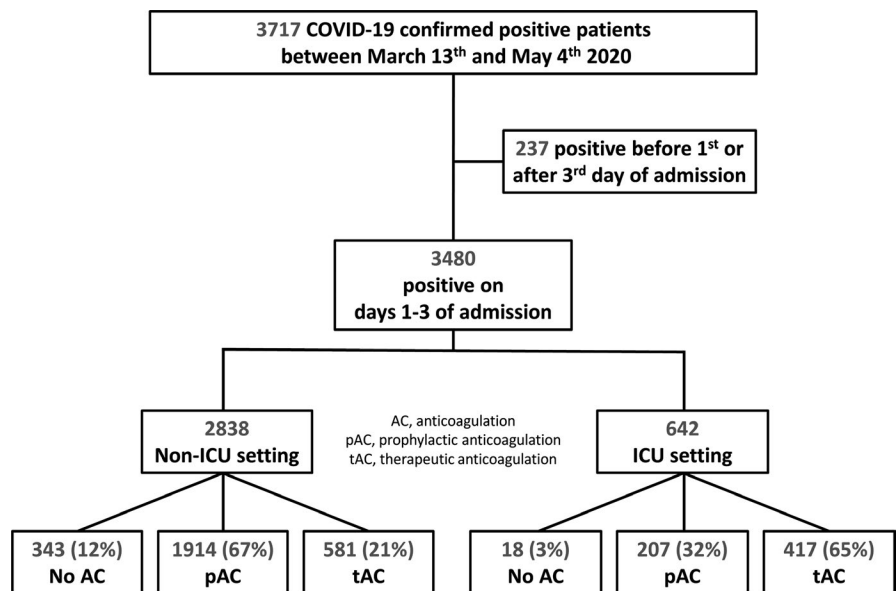 3717 COVID-19 confirmed positive patients
between March 13th and May 4th 2020
237 positive before 1st or
after 3rd day of admission
3480
positive on
days 1-3 of admission
2838
Non-ICU setting
AC, anticoagulation
pAC, prophylactic anticoagulation
tAC, therapeutic anticoagulation
642
ICU setting
343 (12%)
No AC
1914 (67%)
pAC
581 (21%)
tAC
18 (3%)
No AC
207 (32%)
pAC
417 (65%)
tAC